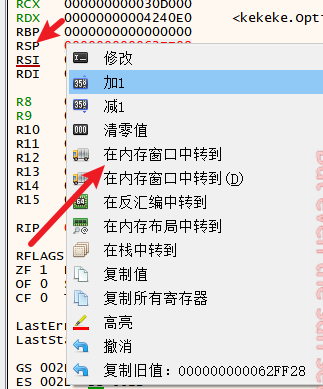 RCX 000000000030D000
RDX 00000000004240E0 <kekeke.Opti
RBP 0000000000000000
RSP
RSI
RDI
R8
R9
R10
R11
R12
R13
R14
R15
RIP
RFLAGS
ZF 1
OF 0
CF 0
LastErr
LastSta
GS 002B
ES 002B
修改
加1
减1
清零值
在内存窗口中转到
在内存窗口中转到(D)
在反汇编中转到
在内存布局中转到
在栈中转到
复制值
复制所有寄存器
高亮
撤消
复制旧值：000000000062FF28